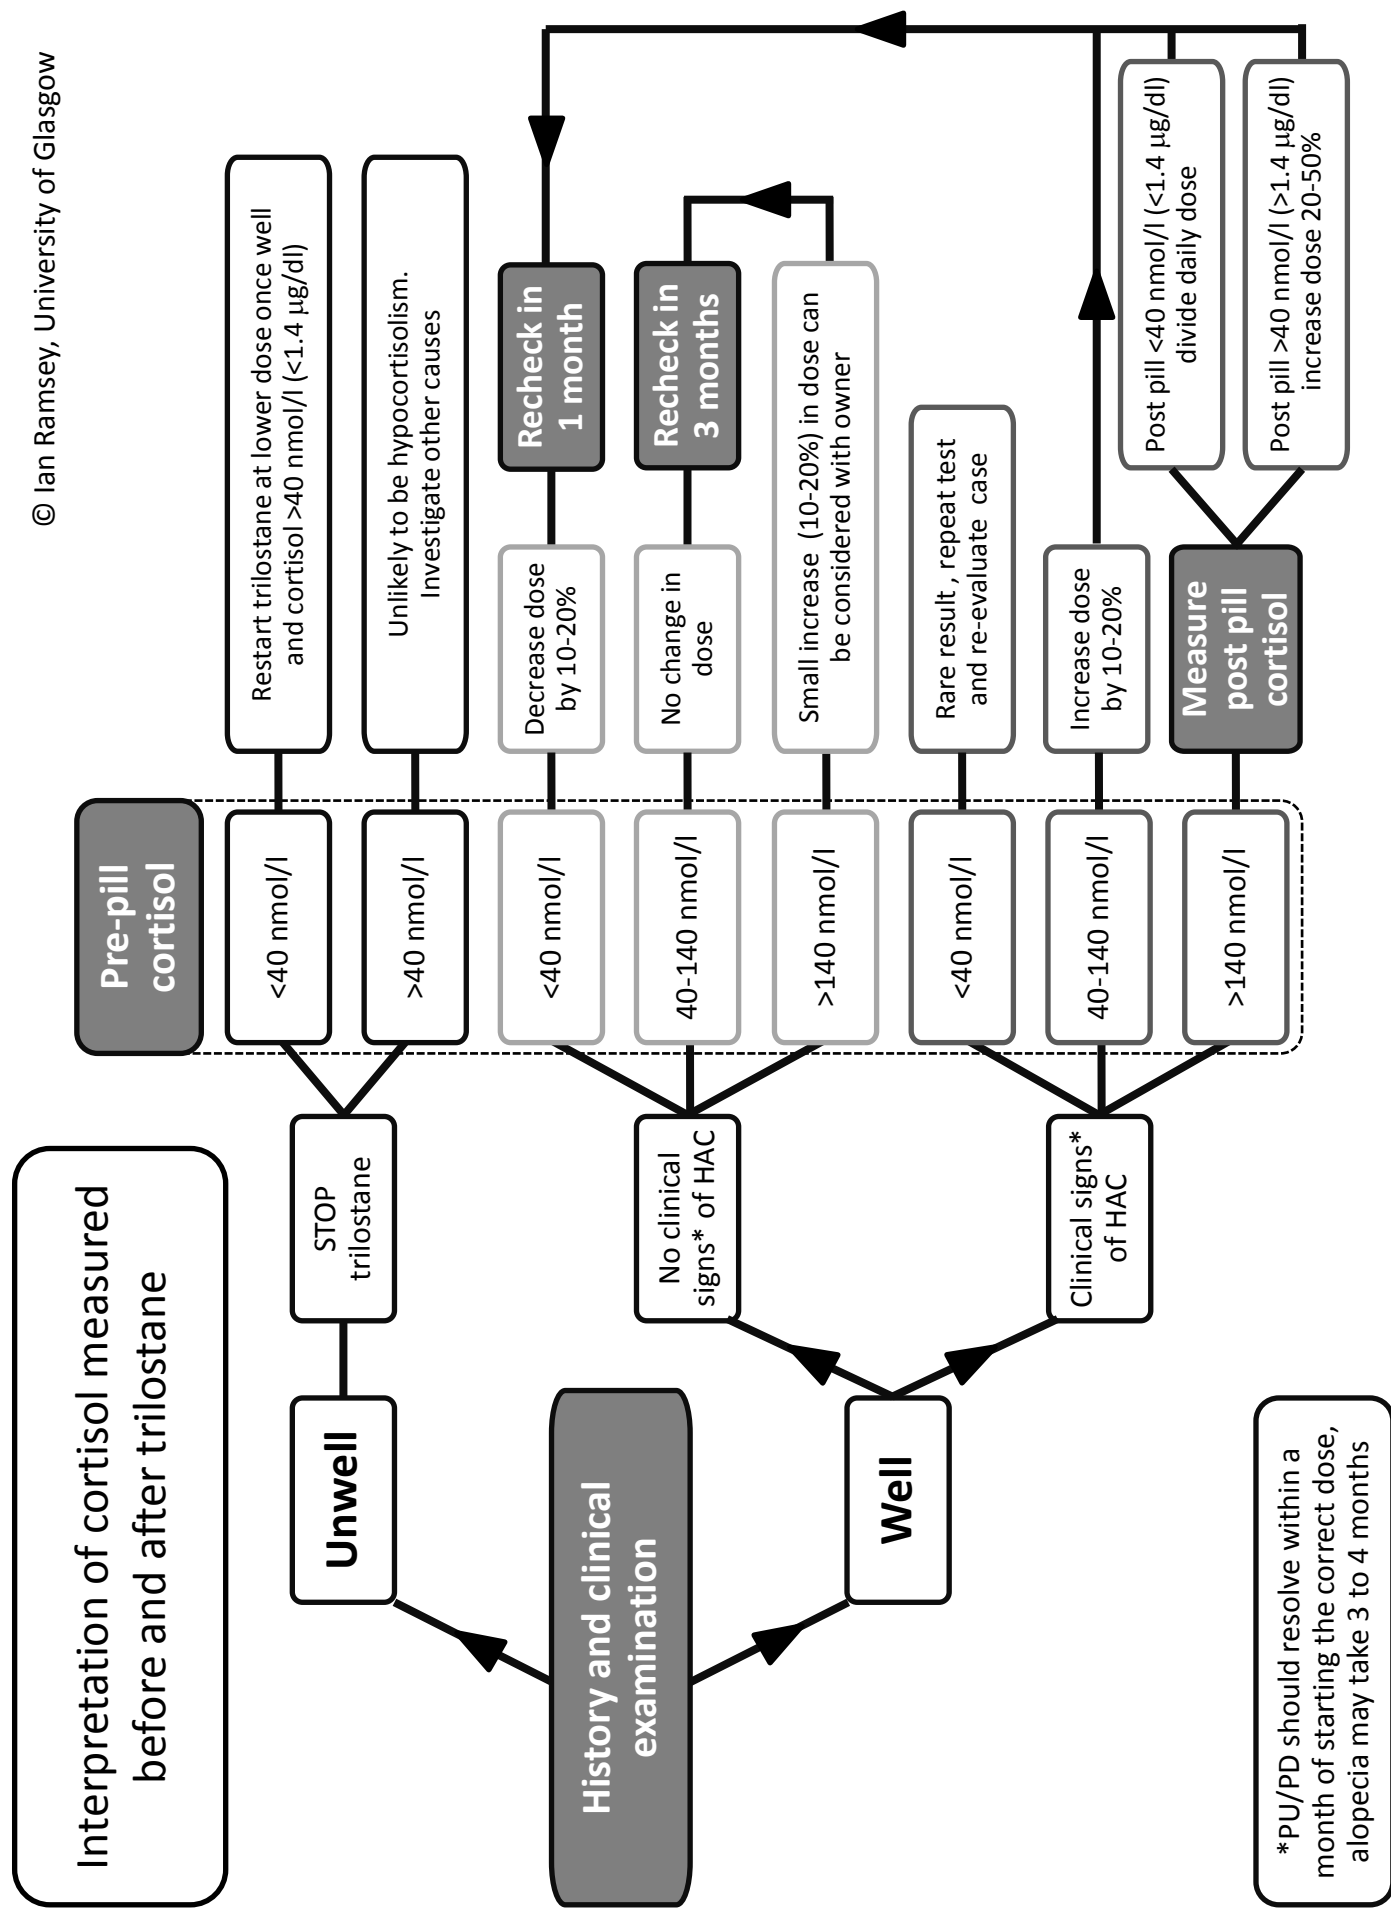 © Ian Ramsey, University of Glasgow
Interpretation of cortisol measured
before and after trilostane
Pre-pill
cortisol
Unwell
STOP
trilostane
<40 nmol/l
Restart trilostane at lower dose once well
and cortisol >40 nmol/l (<1.4 µg/dl)
>40 nmol/l
Unlikely to be hypocortisolism.
Investigate other causes
History and clinical
examination
Well
No clinical
signs* of HAC
<40 nmol/l
Decrease dose
by 10-20%
Recheck in
1 month
40-140 nmol/l
No change in
dose
Recheck in
3 months
>140 nmol/l
Small increase (10-20%) in dose can
be considered with owner
Clinical signs*
of HAC
<40 nmol/l
Rare result , repeat test
and re-evaluate case
40-140 nmol/l
Increase dose
by 10-20%
>140 nmol/l
Measure
post pill
cortisol
Post pill <40 nmol/l (<1.4 µg/dl)
divide daily dose
Post pill >40 nmol/l (>1.4 µg/dl)
increase dose 20-50%
*PU/PD should resolve within a
month of starting the correct dose,
alopecia may take 3 to 4 months